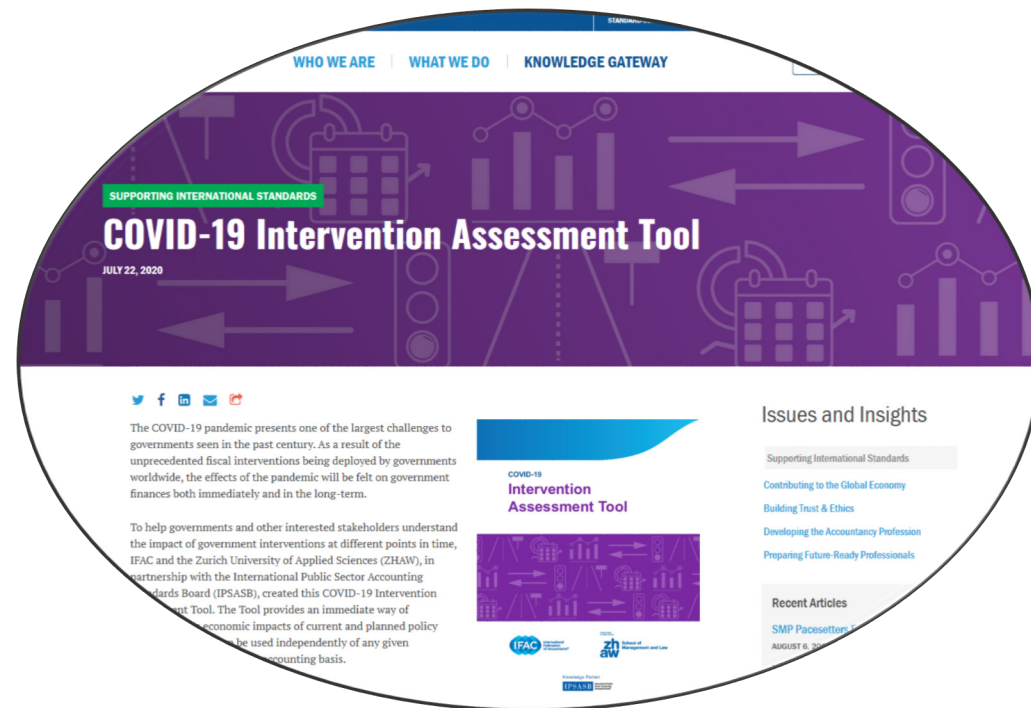 WHO WE ARE
WHAT WE DO
KNOWLEDGE GATEWAY
SUPPORTING INTERNATIONAL STANDARDS
COVID-19 Intervention Assessment Tool
JULY 22, 2020
The COVID-19 pandemic presents one of the largest challenges to
governments seen in the past century. As a result of the
unprecedented fiscal interventions being deployed by governments
worldwide, the effects of the pandemic will be felt on government
finances both immediately and in the long-term.
To help governments and other interested stakeholders understand
the impact of government interventions at different points in time,
IFAC and the Zurich University of Applied Sciences (ZHAW), in
partnership with the International Public Sector Accounting
Board (IPSASB), created this COVID-19 Intervention
Tool. The Tool provides an immediate way of
economic impacts of current and planned policy
be used independently of any given
accounting basis.
COVID-19
Intervention
Assessment Tool
IFAC
International
Federation
of Accountants
zh
aw
School of
Management and Law
Knowledge Partner
IPSASB
Issues and Insights
Supporting International Standards
Contributing to the Global Economy
Building Trust & Ethics
Developing the Accountancy Profession
Preparing Future-Ready Professionals
Recent Articles
SMP Pacesetters
AUGUST 6,